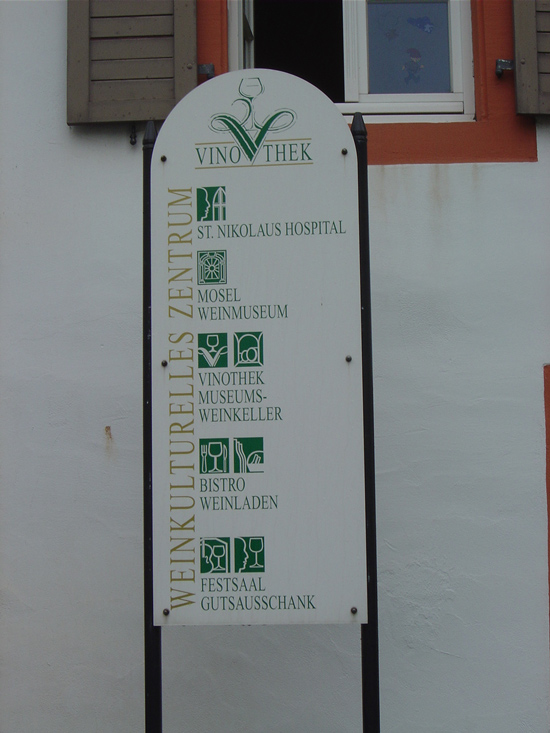 VINOTHEK
WEINKULTURELLES ZENTRUM
ST. NIKOLAUS HOSPITAL
MOSEL
WEINMUSEUM
VINOTHEK
MUSEUMS-
WEINKELLER
BISTRO
WEINLADEN
FESTSAAL
GUTSAUSSCHANK